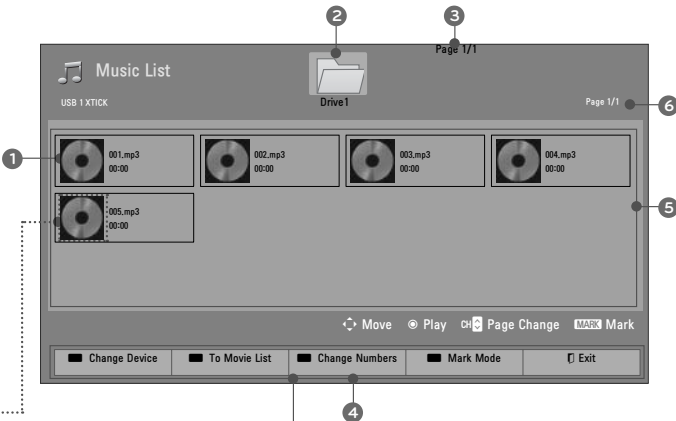 2 3
Page 1/1
Music List
Drive1
USB 1 XTICK
Page 1/1
6
1
001.mp3
00:00
002.mp3
00:00
003.mp3
00:00
004.mp3
00:00
5
005.mp3
00:00
Move Play CH Page Change MARK Mark
Change Device To Movie List Change Numbers Mark Mode Exit
4